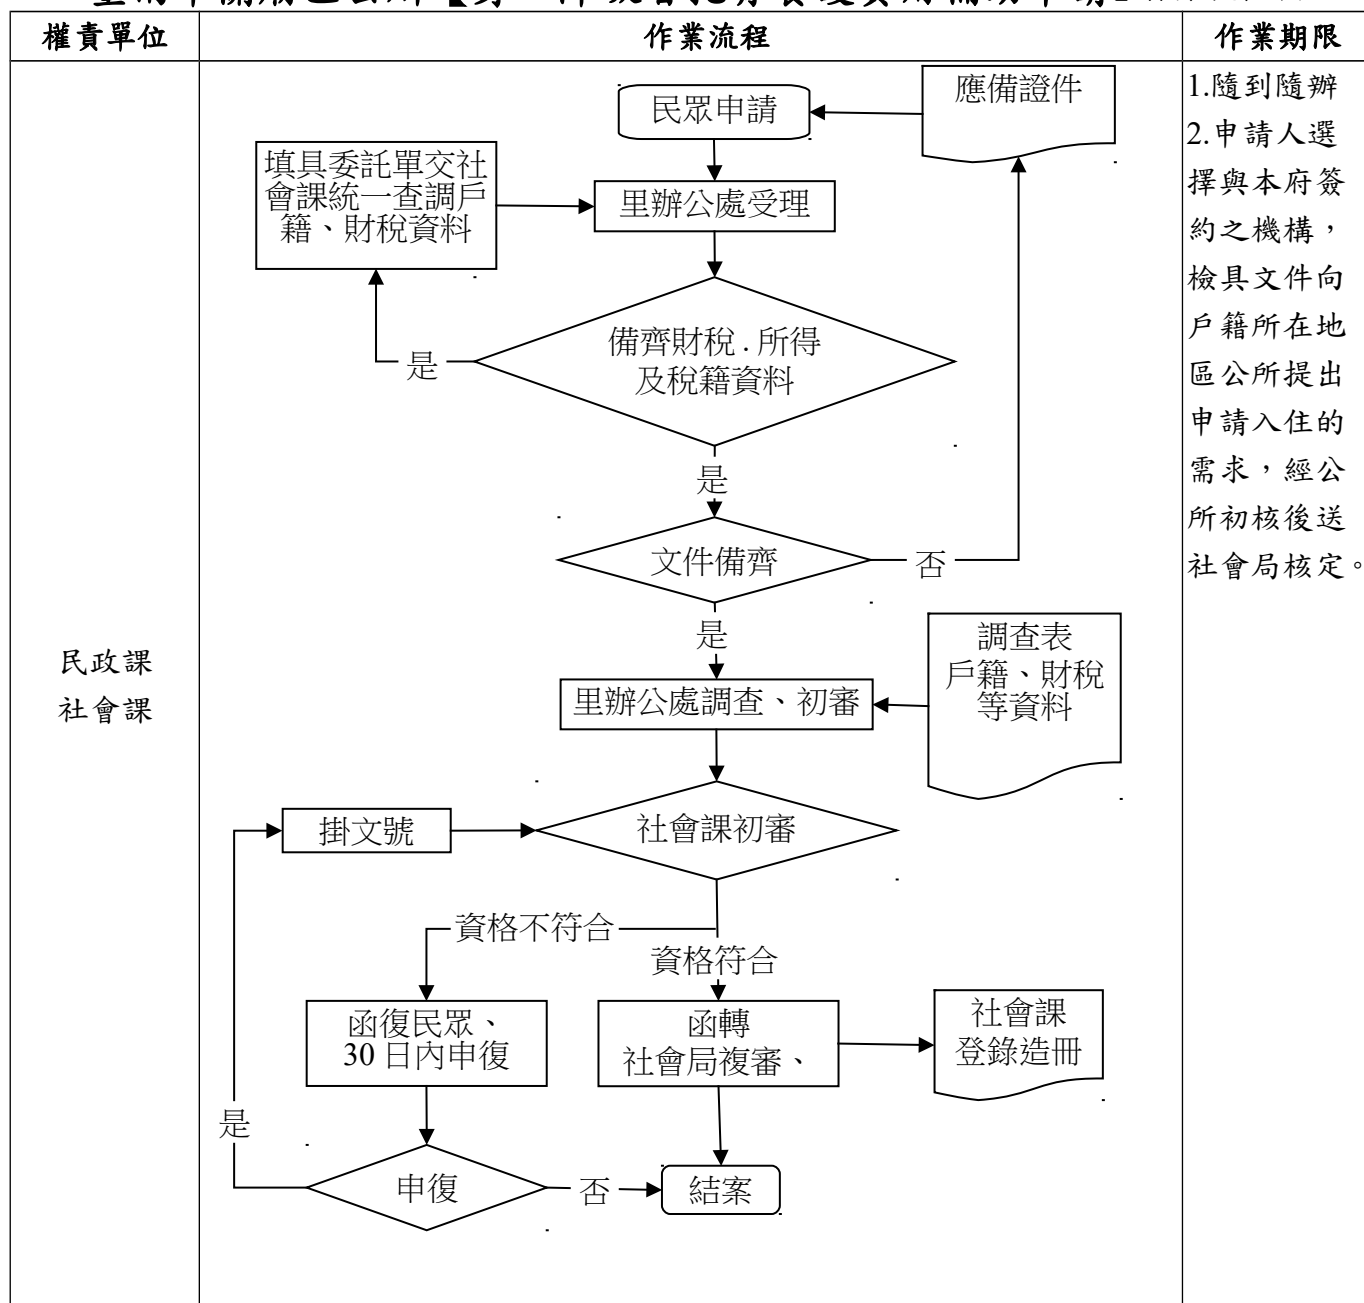 權責單位
作業流程
作業期限
民眾申請
應備證件
填具委託單交社
會課統一查調戶
籍、財稅資料
里辦公處受理
備齊財稅.所得
及稅籍資料
是
是
文件備齊
否
是
調查表
戶籍、財稅
等資料
里辦公處調查、初審
民政課
社會課
掛文號
社會課初審
資格不符合
資格符合
函復民眾、
30 日內申復
函轉
社會局複審、
社會課
登錄造冊
是
申復
否
結案
1.隨到隨辦
2.申請人選
擇與本府簽
約之機構，
檢具文件向
戶籍所在地
區公所提出
申請入住的
需求，經公
所初核後送
社會局核定。